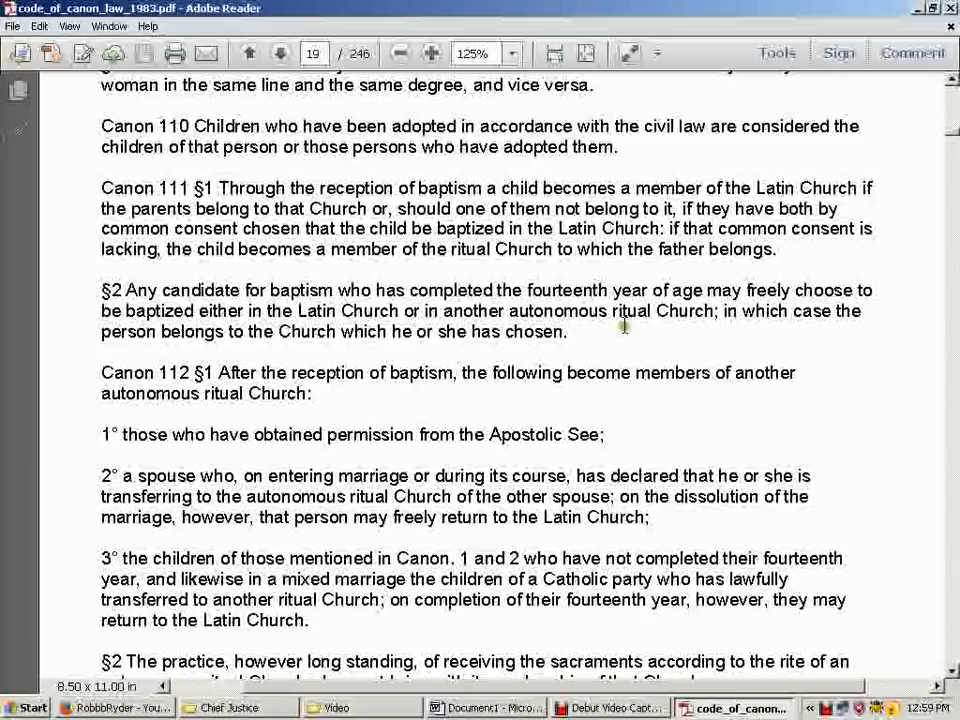 code_of_canon_law_1983.pdf - Adobe Reader
File Edit View Window Help
19 / 246 125% Tools Sign Comment
woman in the same line and the same degree, and vice versa.
Canon 110 Children who have been adopted in accordance with the civil law are considered the
children of that person or those persons who have adopted them.
Canon 111 §1 Through the reception of baptism a child becomes a member of the Latin Church if
the parents belong to that Church or, should one of them not belong to it, if they have both by
common consent chosen that the child be baptized in the Latin Church: if that common consent is
lacking, the child becomes a member of the ritual Church to which the father belongs.
§2 Any candidate for baptism who has completed the fourteenth year of age may freely choose to
be baptized either in the Latin Church or in another autonomous ritual Church; in which case the
person belongs to the Church which he or she has chosen.
Canon 112 §1 After the reception of baptism, the following become members of another
autonomous ritual Church:
1° those who have obtained permission from the Apostolic See;
2° a spouse who, on entering marriage or during its course, has declared that he or she is
transferring to the autonomous ritual Church of the other spouse; on the dissolution of the
marriage, however, that person may freely return to the Latin Church;
3° the children of those mentioned in Canon. 1 and 2 who have not completed their fourteenth
year, and likewise in a mixed marriage the children of a Catholic party who has lawfully
transferred to another ritual Church; on completion of their fourteenth year, however, they may
return to the Latin Church.
§2 The practice, however long standing, of receiving the sacraments according to the rite of an
8.50 x 11.00 in
Start RobbbRyder - You... Chief Justice Video Document1 - Micro... Debut Video Capt... code_of_canon... 12:59 PM